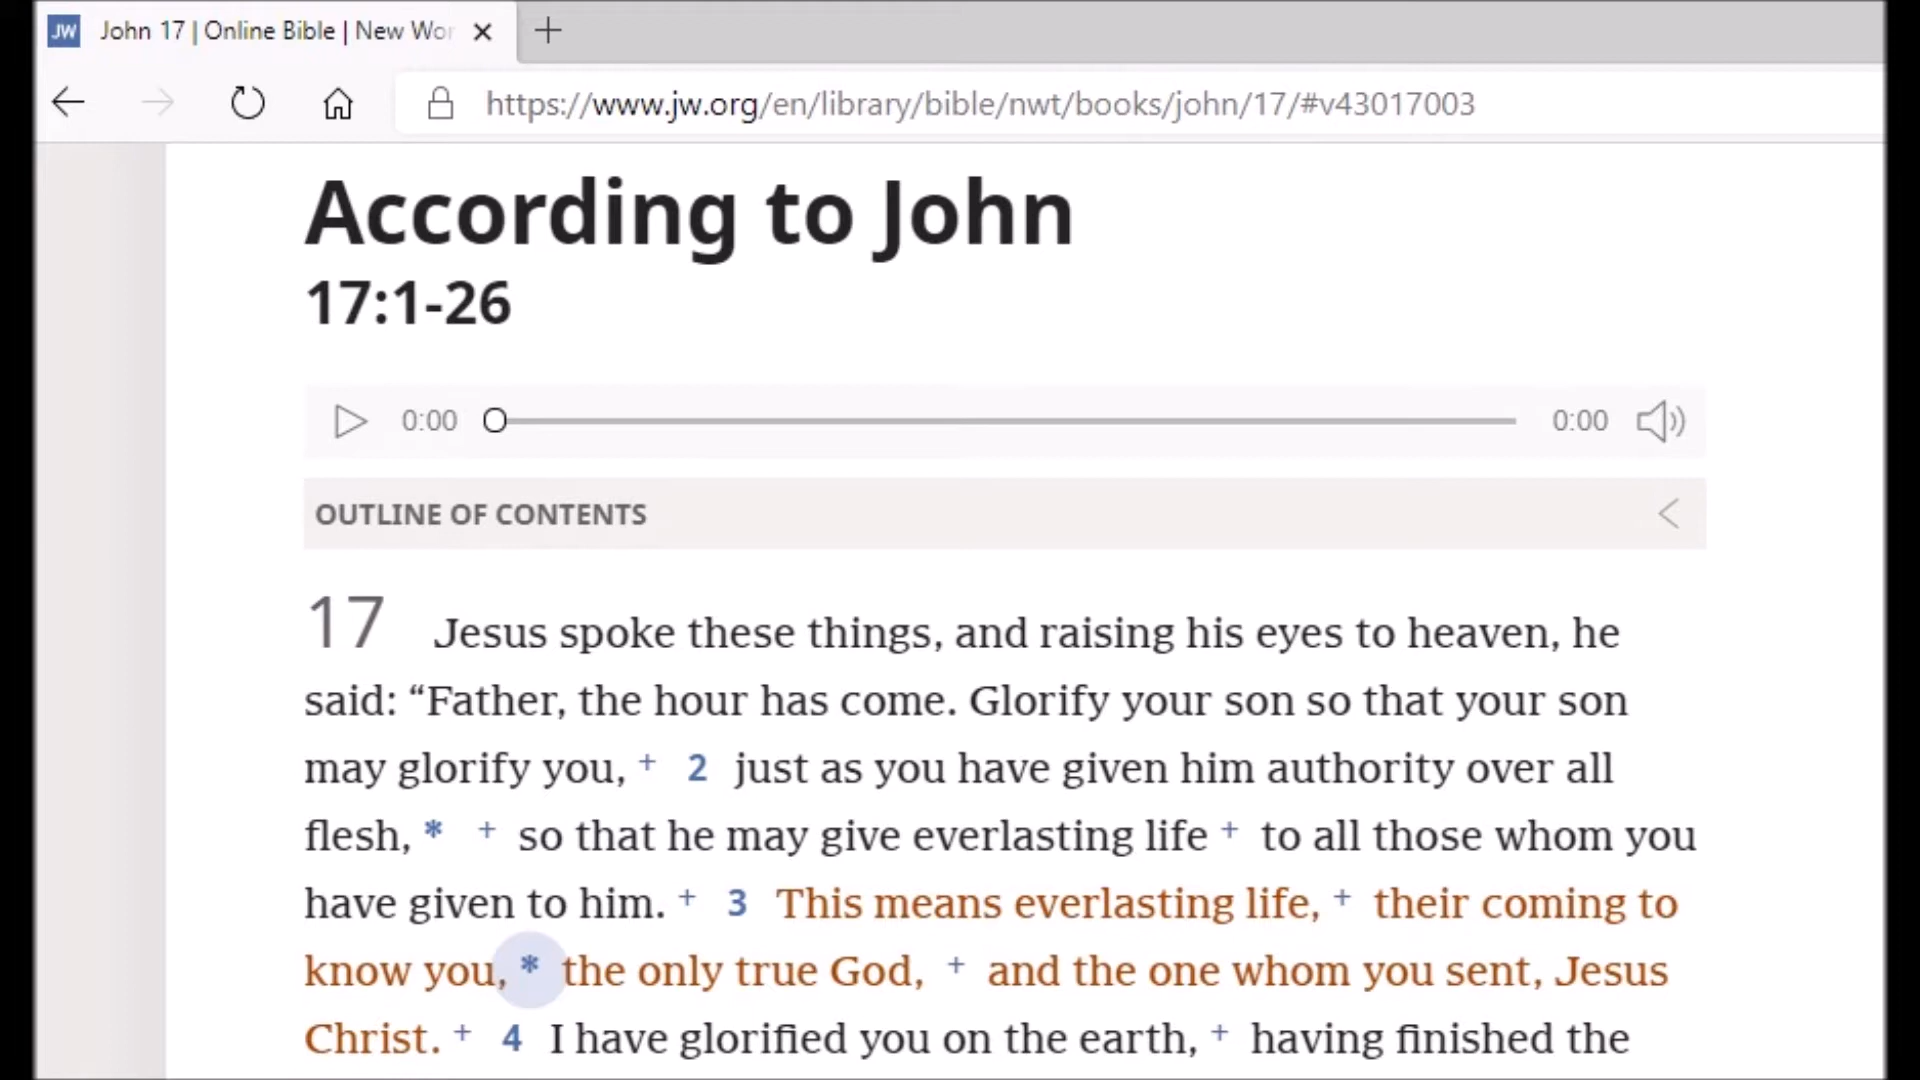 JW John 17 | Online Bible | New Wor
https://www.jw.org/en/library/bible/nwt/books/john/17/#v43017003
According to John
17:1-26
0:00 0:00
OUTLINE OF CONTENTS
17 Jesus spoke these things, and raising his eyes to heaven, he
said: “Father, the hour has come. Glorify your son so that your son
may glorify you, + 2 just as you have given him authority over all
flesh, * + so that he may give everlasting life + to all those whom you
have given to him. + 3 This means everlasting life, + their coming to
know you, * the only true God, + and the one whom you sent, Jesus
Christ. + 4 I have glorified you on the earth, + having finished the